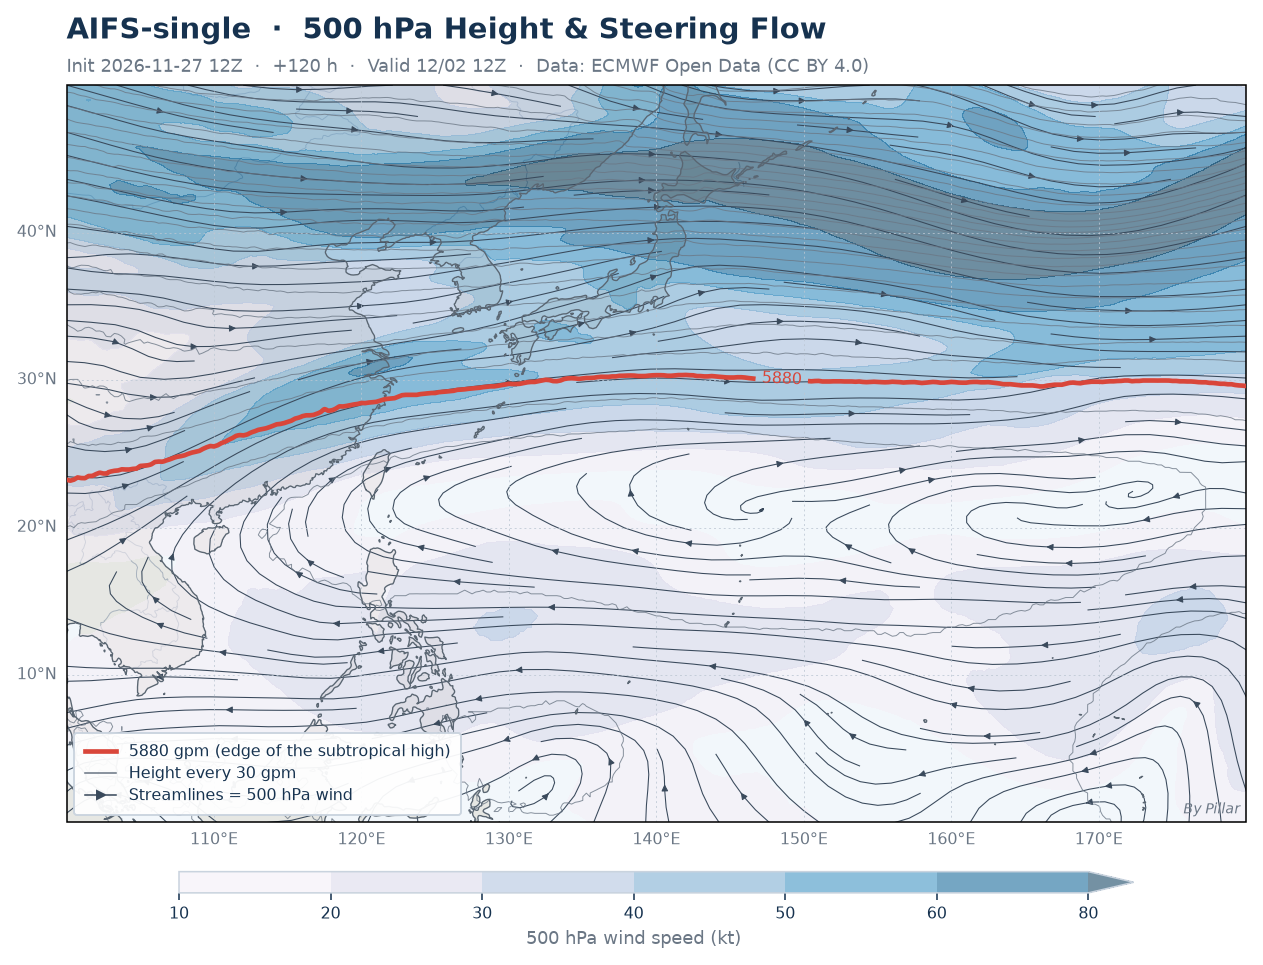 AIFS-single · 500 hPa Height & Steering Flow
Init 2026-11-27 12Z · +120 h · Valid 12/02 12Z · Data: ECMWF Open Data (CC BY 4.0)
40°N
30°N
20°N
10°N
5880
5880 gpm (edge of the subtropical high)
Height every 30 gpm
Streamlines = 500 hPa wind
By Pillar
110°E 120°E 130°E 140°E 150°E 160°E 170°E
10 20 30 40 50 60 80
500 hPa wind speed (kt)